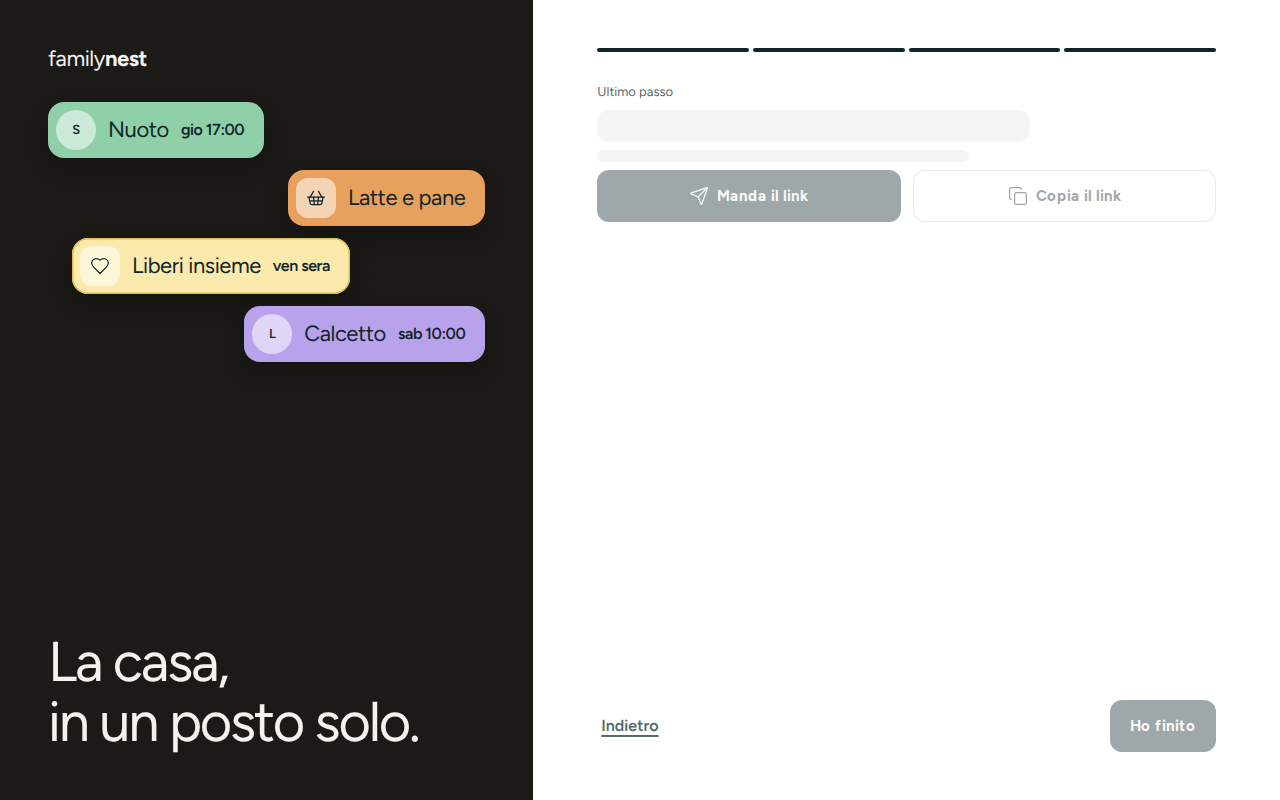 familynest
S Nuoto gio 17:00
Latte e pane
Liberi insieme ven sera
L Calcetto sab 10:00
La casa,
in un posto solo.
Ultimo passo
Manda il link
Copia il link
Indietro
Ho finito